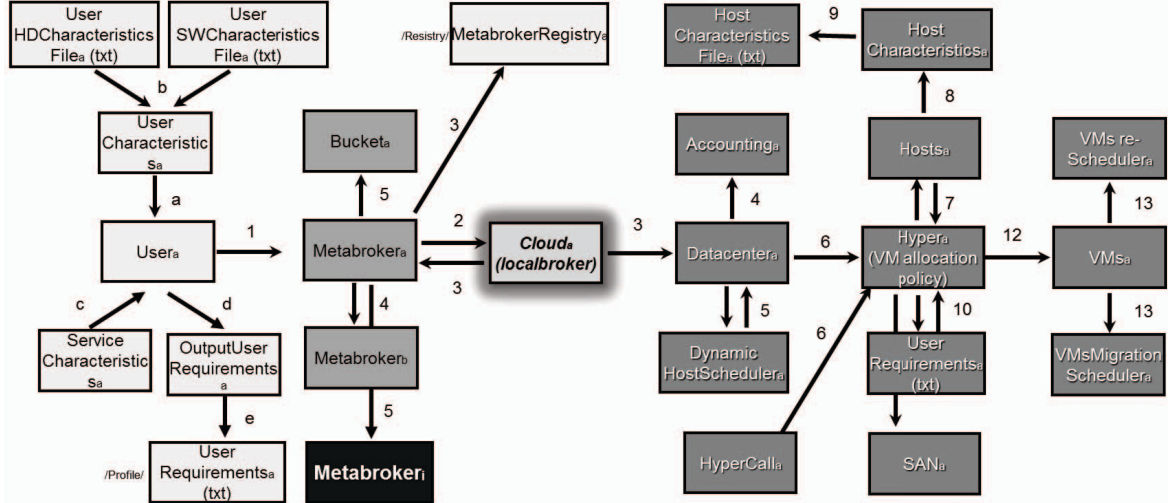 User
HDCharacteristics
Filea (txt)
User
SWCharacteristics
Filea (txt)
b
User
Characteristic
sa
a
Usera
1
c
d
Service
Characteristic
sa
OutputUser
Requirements
a
e
/Profile/
User
Requirementsa
(txt)
/Resistry/
MetabrokerRegistrya
3
Bucketa
5
Metabrokera
2
3
4
Metabrokerb
5
Metabrokeri
Clouda
(localbroker)
3
Host
Characteristics
Filea (txt)
9
Host
Characteristicsa
8
Accountinga
4
Hostsa
7
VMs re-
Schedulera
13
Datacentera
6
Hypera
(VM allocation
policy)
12
VMsa
5
6
10
13
Dynamic
HostSchedulera
User
Requirementsa
(txt)
VMsMigration
Schedulera
HyperCalla
SANa